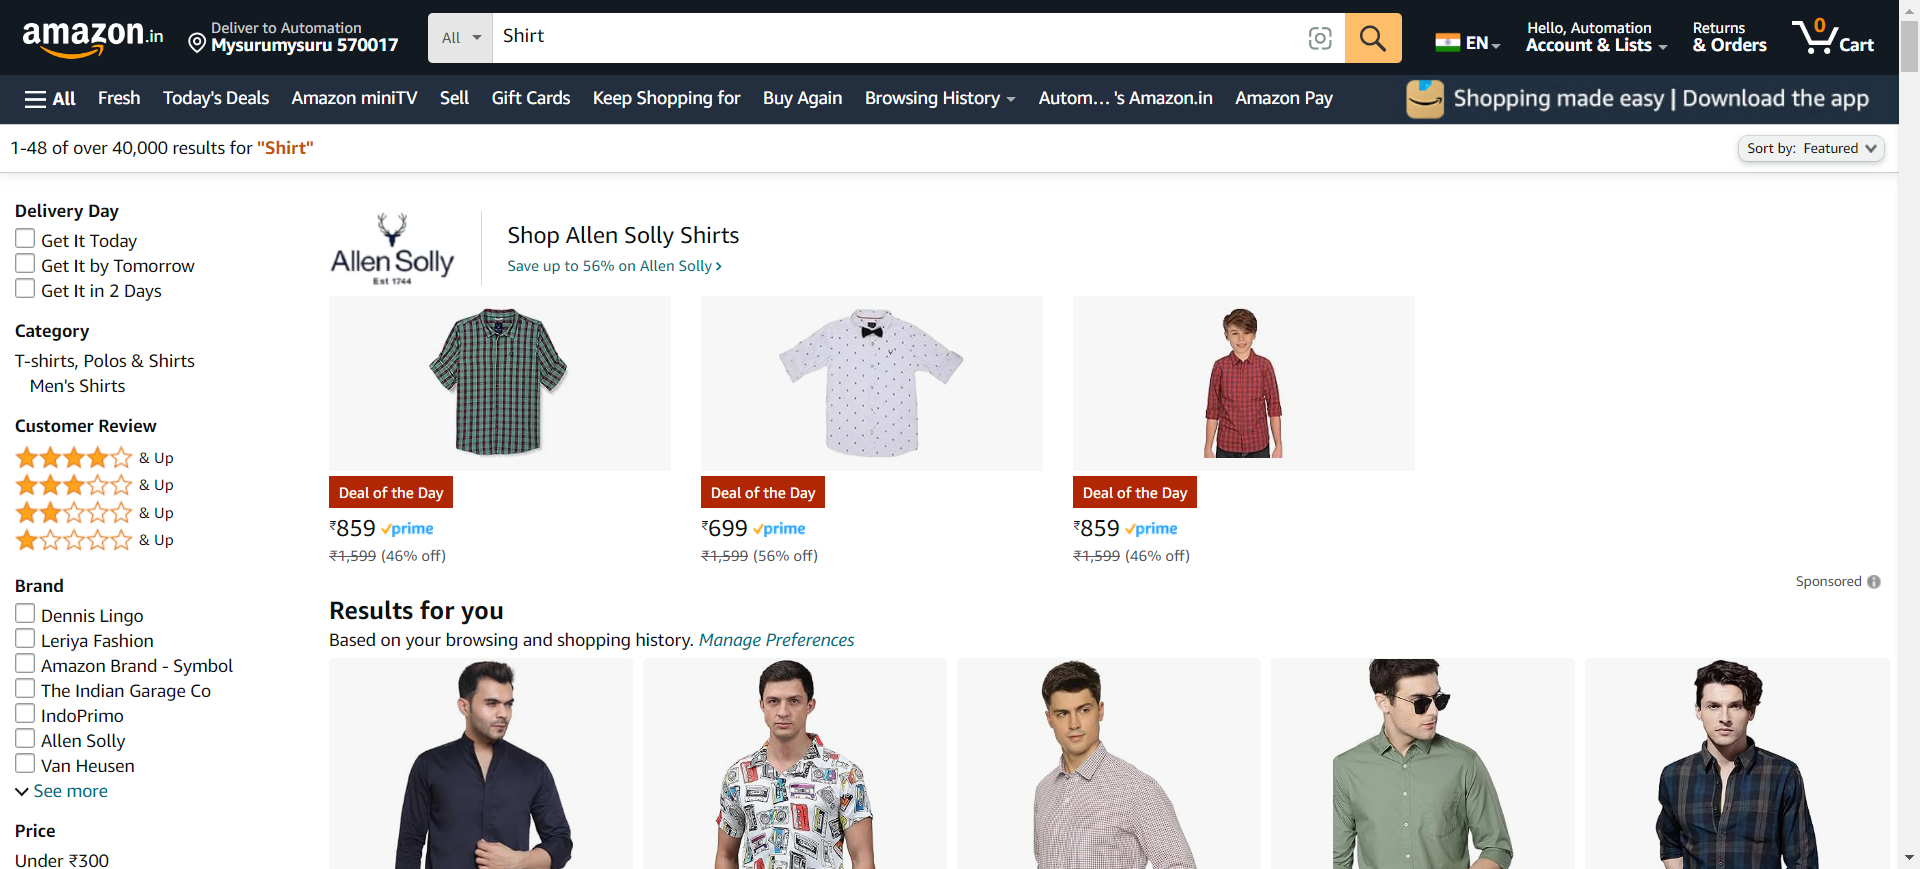 amazon.in
Deliver to Automation
Mysurumysuru 570017
All
Shirt
EN
Hello, Automation
Account & Lists
Returns
& Orders
0
Cart
All
Fresh
Today's Deals
Amazon miniTV
Sell
Gift Cards
Keep Shopping for
Buy Again
Browsing History
Autom… 's Amazon.in
Amazon Pay
Shopping made easy | Download the app
1-48 of over 40,000 results for "Shirt"
Sort by: Featured
Delivery Day
Get It Today
Get It by Tomorrow
Get It in 2 Days
Category
T-shirts, Polos & Shirts
Men's Shirts
Customer Review
& Up
& Up
& Up
& Up
Brand
Dennis Lingo
Leriya Fashion
Amazon Brand - Symbol
The Indian Garage Co
IndoPrimo
Allen Solly
Van Heusen
See more
Price
Under ₹300
Allen Solly
Est 1744
Shop Allen Solly Shirts
Save up to 56% on Allen Solly ›
Deal of the Day
₹859 prime
₹1,599 (46% off)
Deal of the Day
₹699 prime
₹1,599 (56% off)
Deal of the Day
₹859 prime
₹1,599 (46% off)
Sponsored
Results for you
Based on your browsing and shopping history. Manage Preferences